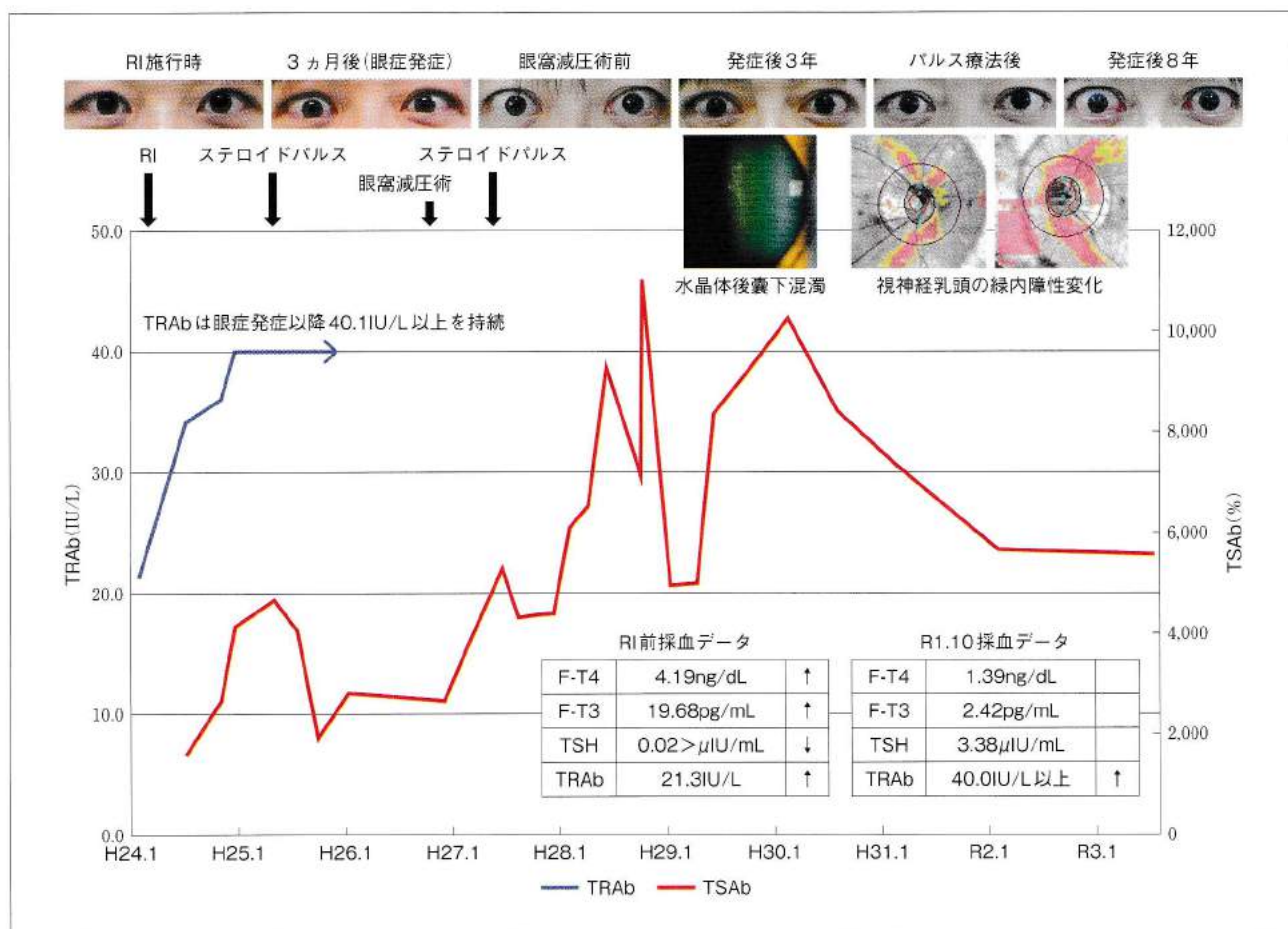 RI施行時
3ヵ月後(眼症発症)
眼窩減圧術前
発症後3年
パルス療法後
発症後8年
RI
ステロイドパルス
眼窩減圧術
ステロイドパルス
水晶体後嚢下混濁
視神経乳頭の緑内障性変化
TRAbは眼症発症以降40.1IU/L以上を持続
50.0
40.0
30.0
20.0
10.0
0.0
TRAb(IU/L)
12,000
10,000
8,000
6,000
4,000
2,000
0
TSAb(%)
RI前採血データ
F-T4 4.19ng/dL ↑
F-T3 19.68pg/mL ↑
TSH 0.02>μIU/mL ↓
TRAb 21.3IU/L ↑
R1.10採血データ
F-T4 1.39ng/dL
F-T3 2.42pg/mL
TSH 3.38μIU/mL
TRAb 40.0IU/L以上 ↑
H24.1 H25.1 H26.1 H27.1 H28.1 H29.1 H30.1 H31.1 R2.1 R3.1
TRAb TSAb